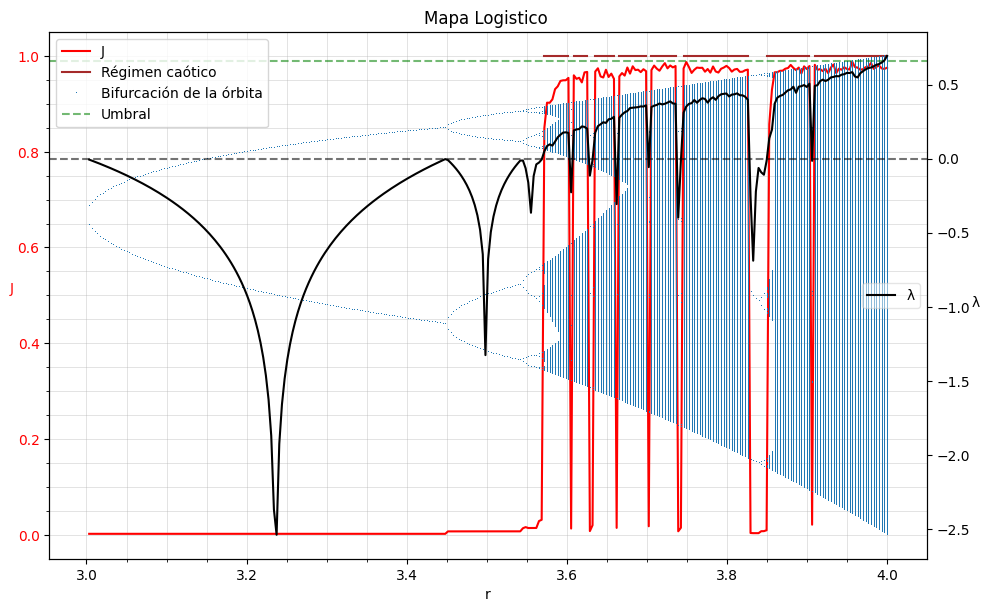 Mapa Logistico
J
Régimen caótico
Bifurcación de la órbita
Umbral
1.0
0.8
0.6
0.4
0.2
0.0
J
0.5
0.0
−0.5
−1.0
−1.5
−2.0
−2.5
λ
λ
3.0 3.2 3.4 3.6 3.8 4.0
r